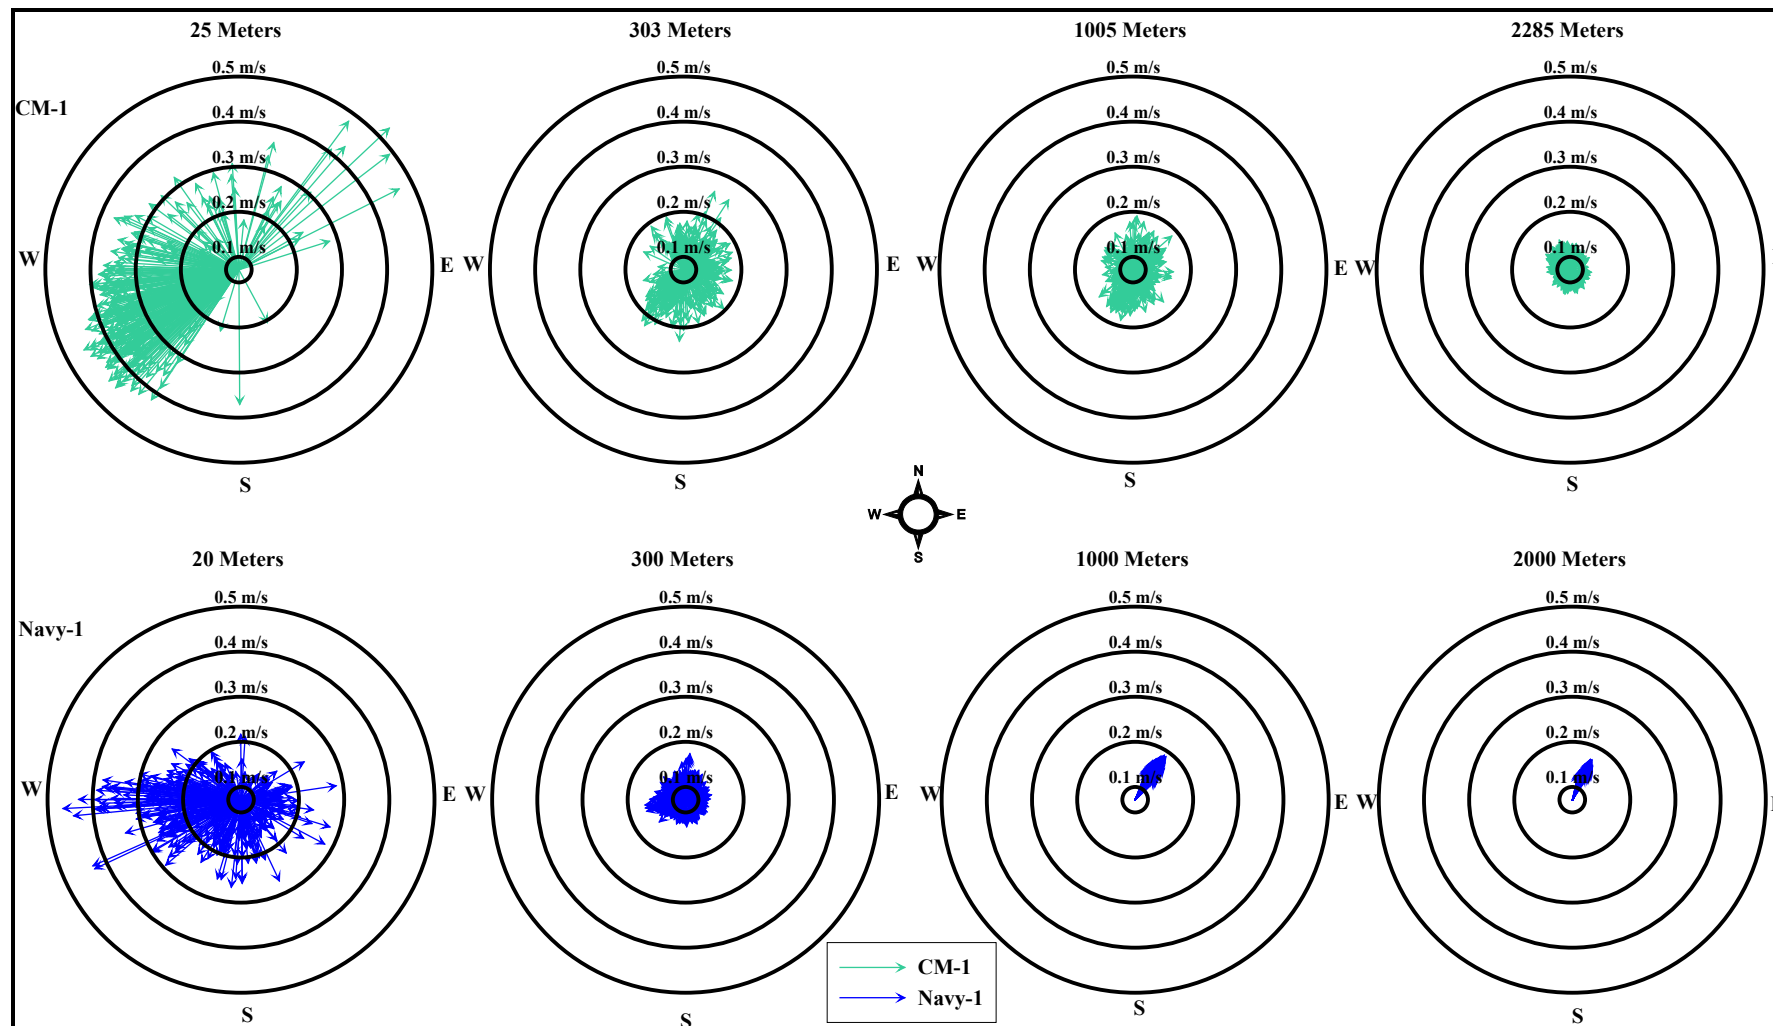 25 Meters 303 Meters 1005 Meters 2285 Meters
0.5 m/s 0.5 m/s 0.5 m/s 0.5 m/s
CM-1
0.4 m/s 0.4 m/s 0.4 m/s 0.4 m/s
0.3 m/s 0.3 m/s 0.3 m/s 0.3 m/s
0.2 m/s 0.2 m/s 0.2 m/s 0.2 m/s
0.1 m/s 0.1 m/s 0.1 m/s 0.1 m/s
W E W E W E W
S S S S
N
W E
S
20 Meters 300 Meters 1000 Meters 2000 Meters
0.5 m/s 0.5 m/s 0.5 m/s 0.5 m/s
Navy-1
0.4 m/s 0.4 m/s 0.4 m/s 0.4 m/s
0.3 m/s 0.3 m/s 0.3 m/s 0.3 m/s
0.2 m/s 0.2 m/s 0.2 m/s 0.2 m/s
0.1 m/s 0.1 m/s 0.1 m/s 0.1 m/s
W E W E W E W
CM-1
Navy-1
S S S S